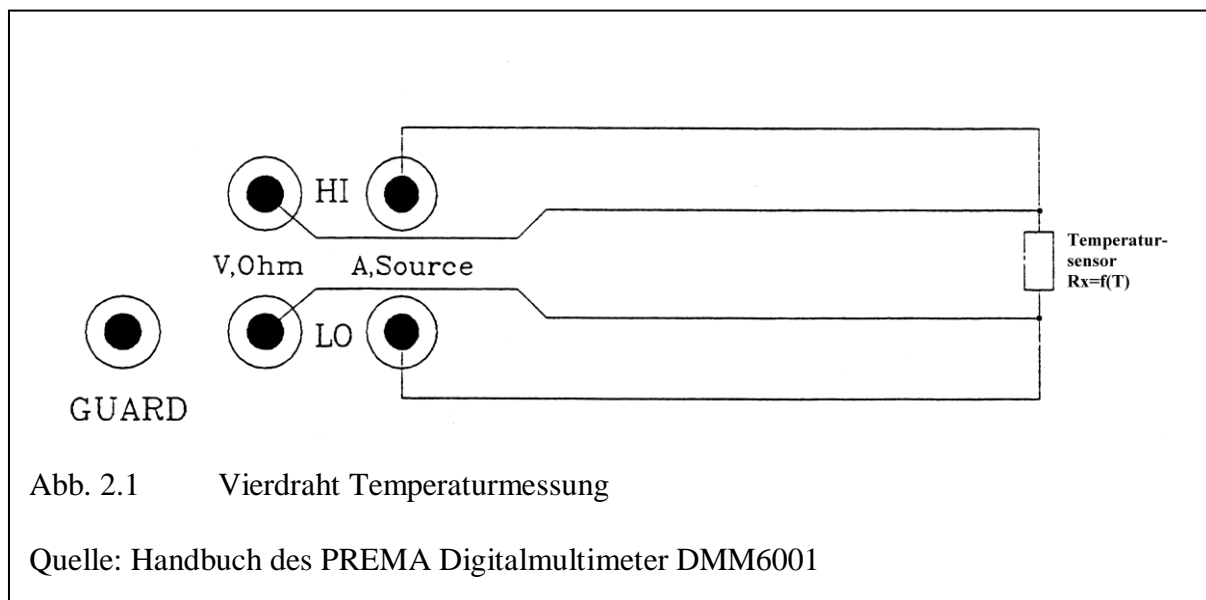 HI
V,Ohm A,Source
Temperatur-
sensor
Rx=f(T)
LO
GUARD
Abb. 2.1 Vierdraht Temperaturmessung
Quelle: Handbuch des PREMA Digitalmultimeter DMM6001